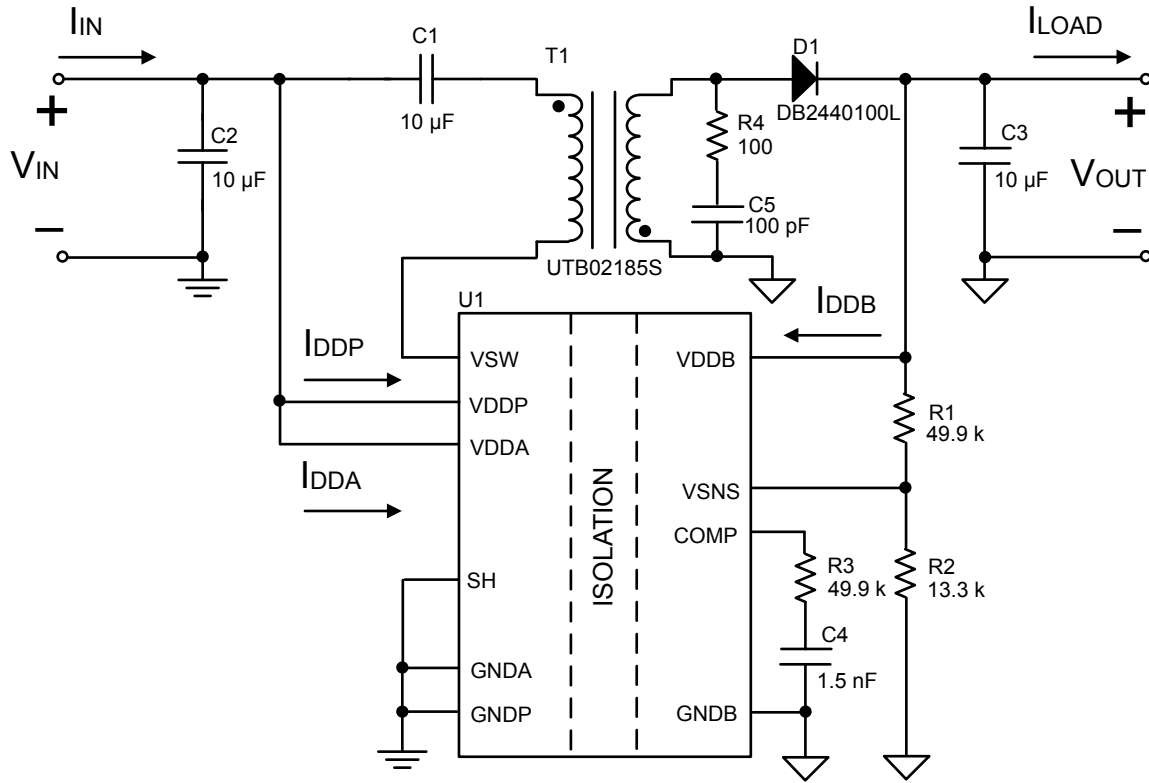 IIN
ILOAD
C1
T1
D1
+
+
10 µF
DB2440100L
R4
100
C2
C3
VIN
10 µF
10 µF
VOUT
C5
100 pF
−
−
UTB02185S
U1
IDDB
IDDP
VSW
VDDB
VDDP
R1
49.9 k
VDDA
IDDA
VSNS
ISOLATION
COMP
R3
49.9 k
R2
13.3 k
SH
C4
1.5 nF
GNDA
GNDP
GNDB